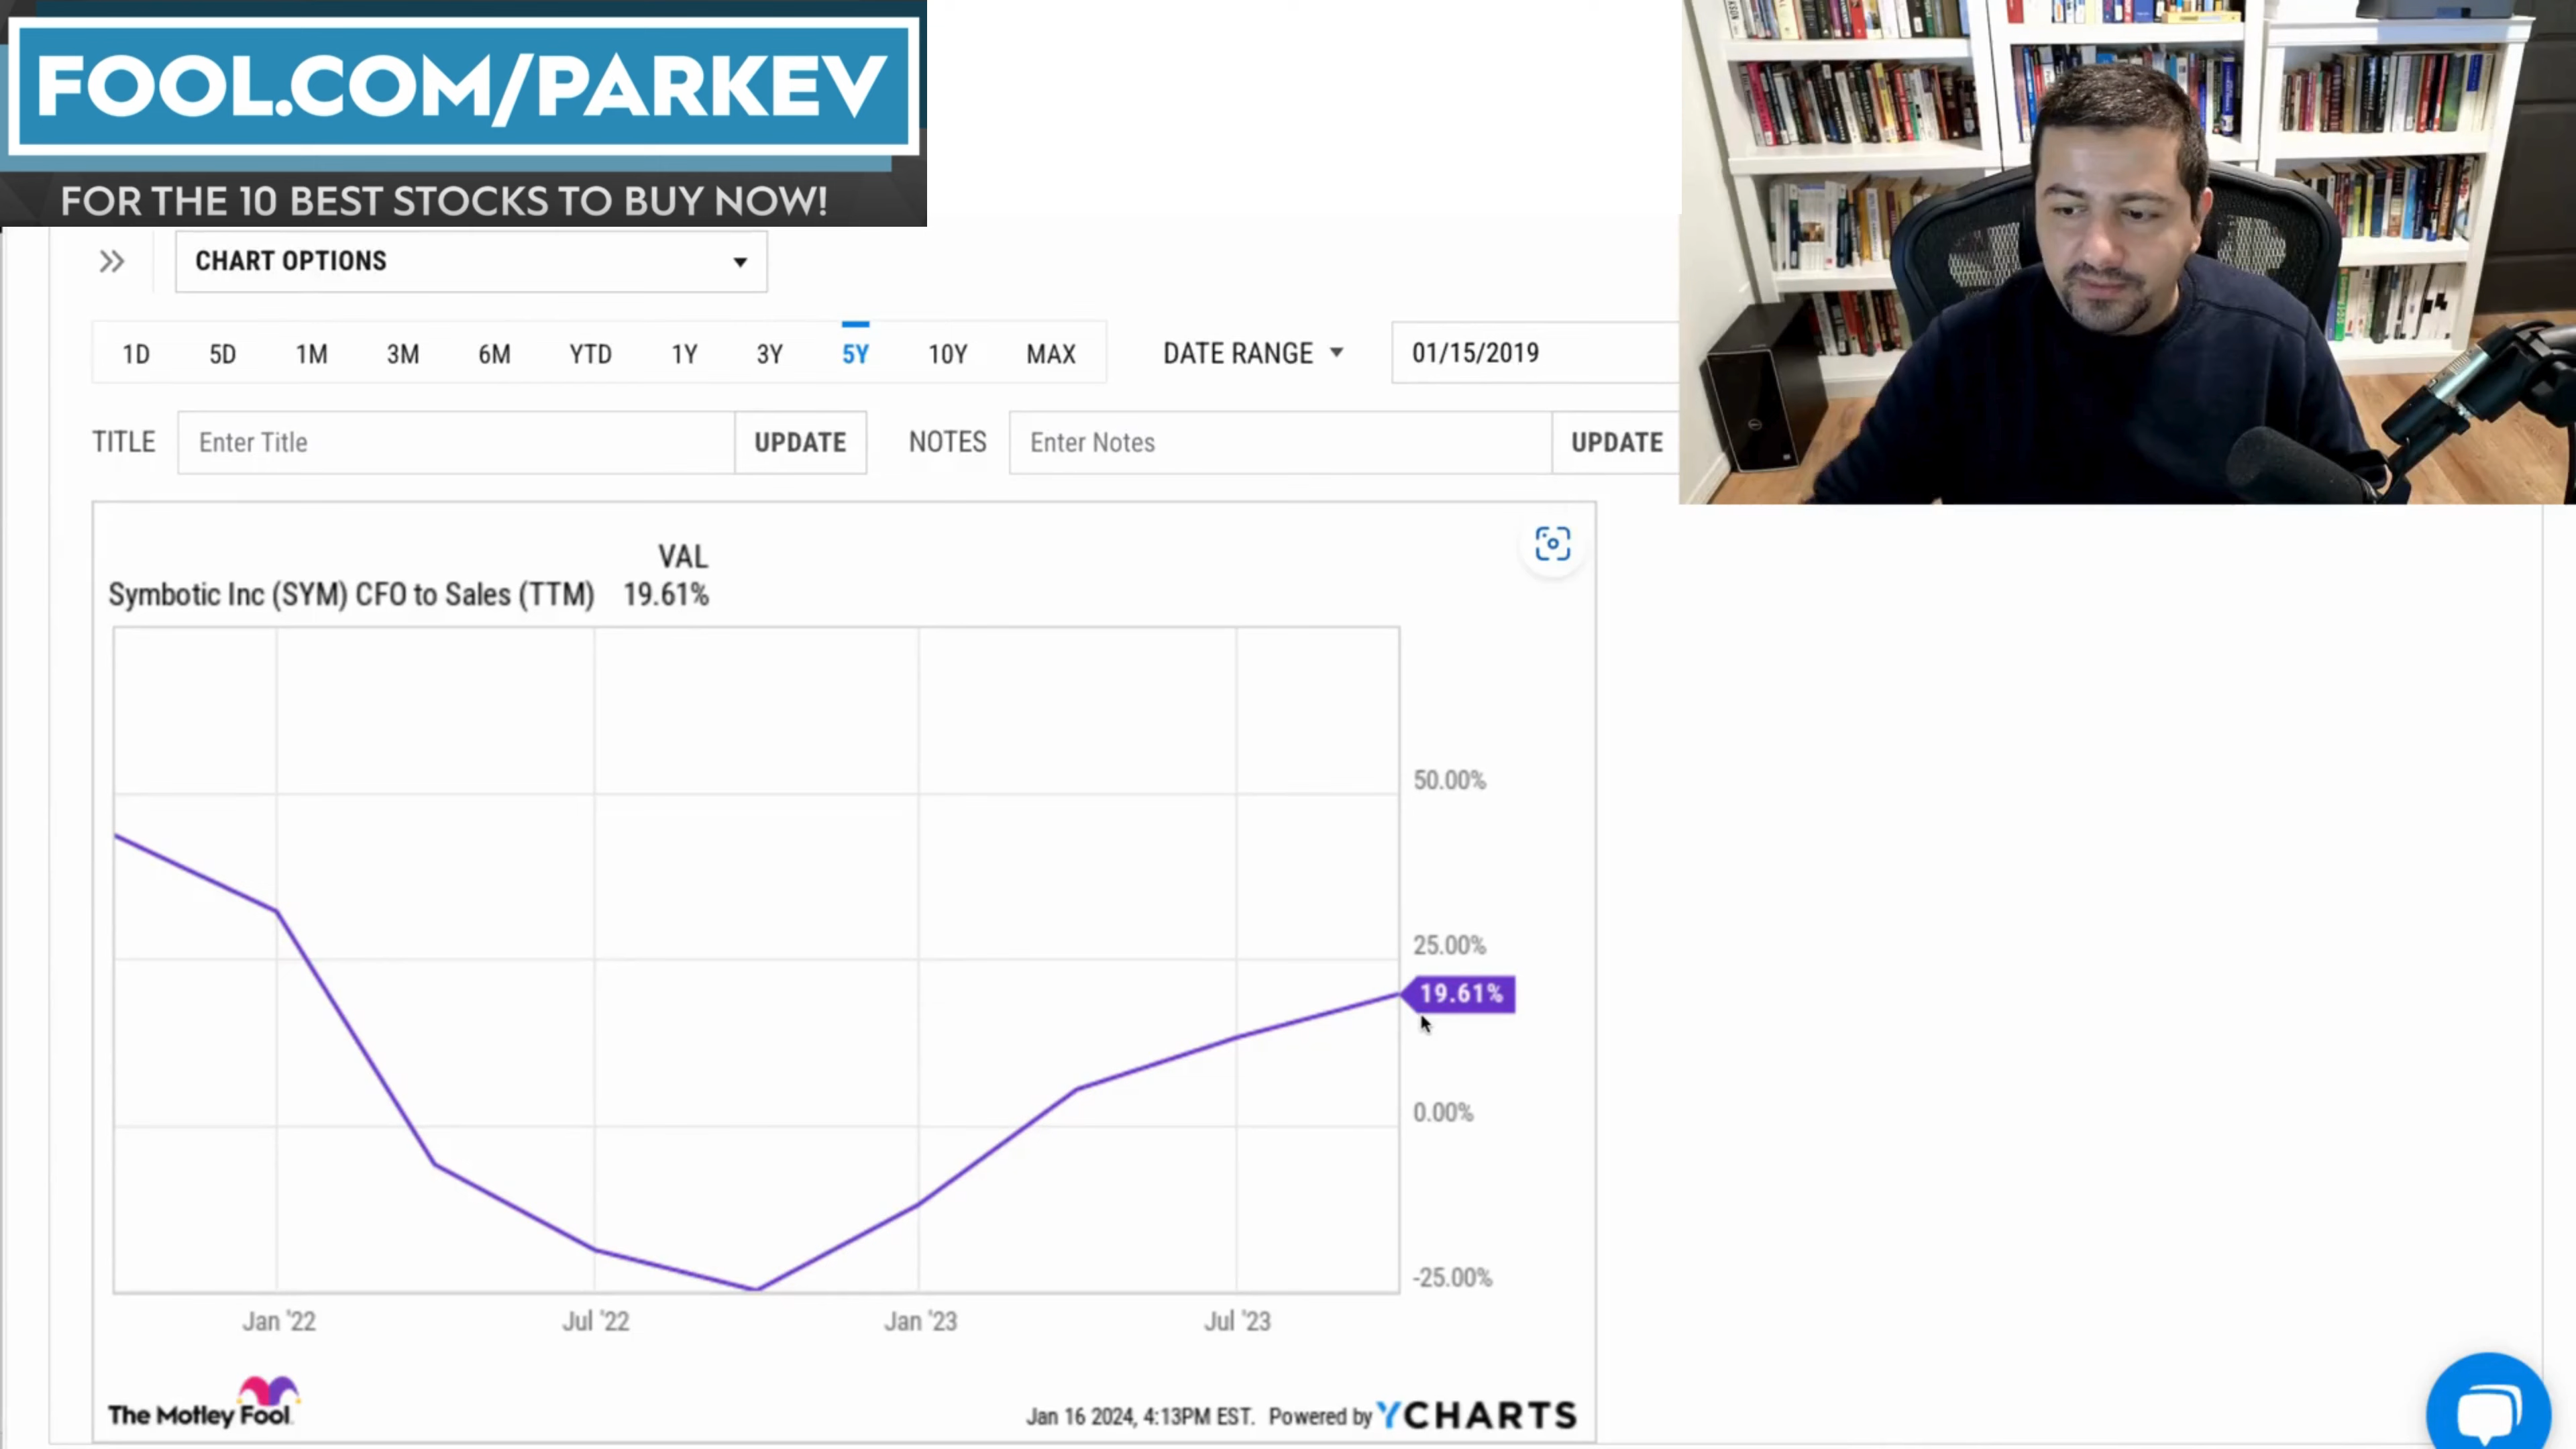 FOOL.COM/PARKEV
FOR THE 10 BEST STOCKS TO BUY NOW!
CHART OPTIONS
1D 5D 1M 3M 6M YTD 1Y 3Y 5Y 10Y MAX DATE RANGE 01/15/2019
TITLE Enter Title UPDATE NOTES Enter Notes UPDATE
VAL
Symbotic Inc (SYM) CFO to Sales (TTM) 19.61%
50.00%
25.00%
19.61%
0.00%
-25.00%
Jan '22 Jul '22 Jan '23 Jul '23
The Motley Fool
Jan 16 2024, 4:13PM EST. Powered by YCHARTS